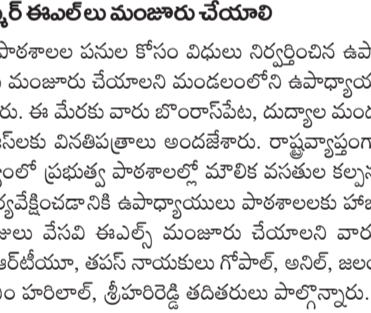 ్మర్ ఈఎల్‌లు మంజూరు చేయాలి
పాఠశాలల పనుల కోసం విధులు నిర్వర్తించిన ఉపా
మంజూరు చేయాలని మండలంలోని ఉపాధ్యాయ
రు. ఈ మేరకు వారు బొంరాస్‌పేట, దుద్యాల మండ
స్‌లకు వినతిపత్రాలు అందజేశారు. రాష్ట్రవ్యాప్తంగ
ంలో ప్రభుత్వ పాఠశాలల్లో మౌలిక వసతుల కల్పన
ర్యవేక్షించడానికి ఉపాధ్యాయులు పాఠశాలలకు హాజ
జులు వేసవి ఈఎల్స్ మంజూరు చేయాలని వార
ఆర్‌టీయూ, తపస్ నాయకులు గోపాల్, అనిల్, జలం
ం హరిలాల్, శ్రీహరిరెడ్డి తదితరులు పాల్గొన్నారు.